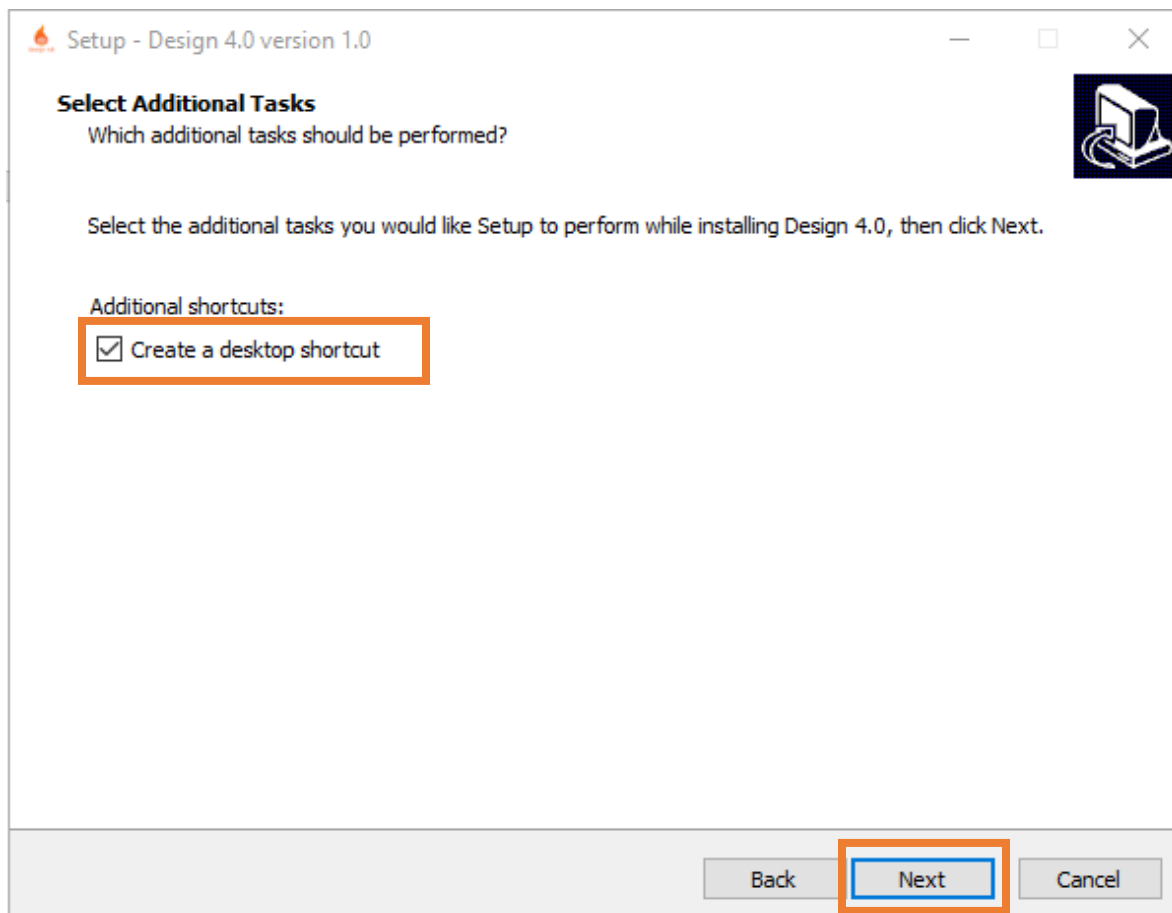 Setup - Design 4.0 version 1.0
Select Additional Tasks
Which additional tasks should be performed?
Select the additional tasks you would like Setup to perform while installing Design 4.0, then click Next.
Additional shortcuts:
Create a desktop shortcut
Back Next Cancel